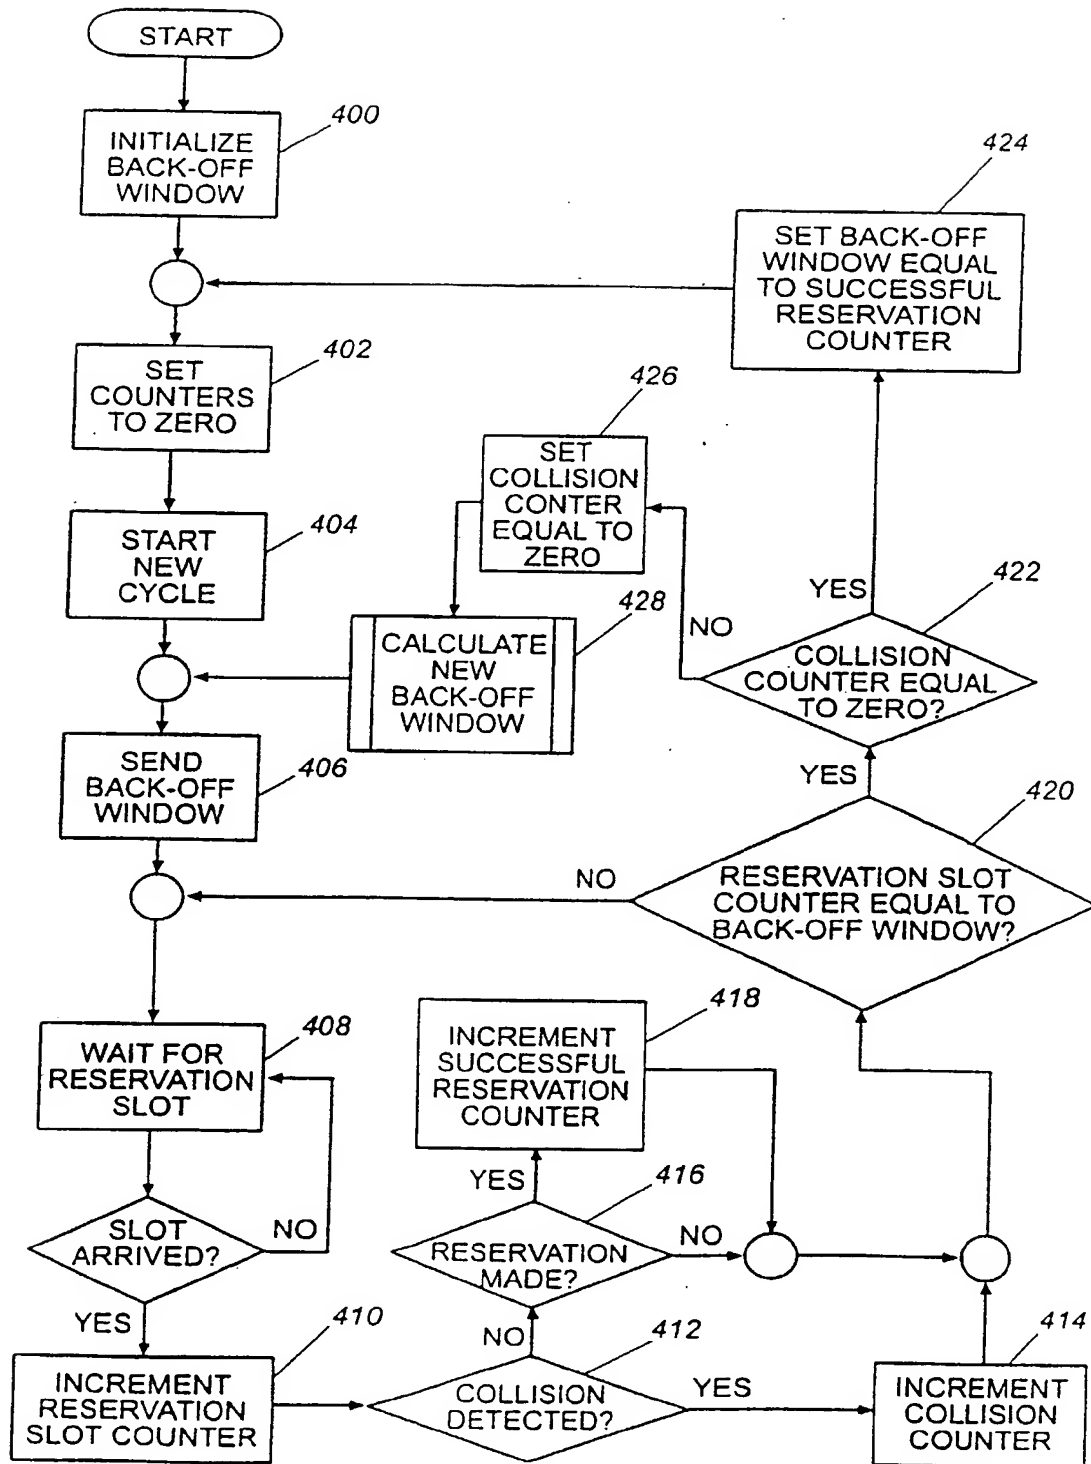 START
400
INITIALIZE
BACK-OFF
WINDOW
424
SET BACK-OFF
WINDOW EQUAL
TO SUCCESSFUL
RESERVATION
COUNTER
402
SET
COUNTERS
TO ZERO
426
SET
COLLISION
CONTER
EQUAL TO
ZERO
404
START
NEW
CYCLE
YES
422
NO
COLLISION
COUNTER EQUAL
TO ZERO?
428
CALCULATE
NEW
BACK-OFF
WINDOW
SEND
BACK-OFF
WINDOW
406
YES
420
NO
RESERVATION SLOT
COUNTER EQUAL TO
BACK-OFF WINDOW?
408
WAIT FOR
RESERVATION
SLOT
418
INCREMENT
SUCCESSFUL
RESERVATION
COUNTER
YES
416
SLOT
ARRIVED?
NO
RESERVATION
MADE?
NO
YES
410
NO
412
414
INCREMENT
RESERVATION
SLOT COUNTER
COLLISION
DETECTED?
YES
INCREMENT
COLLISION
COUNTER